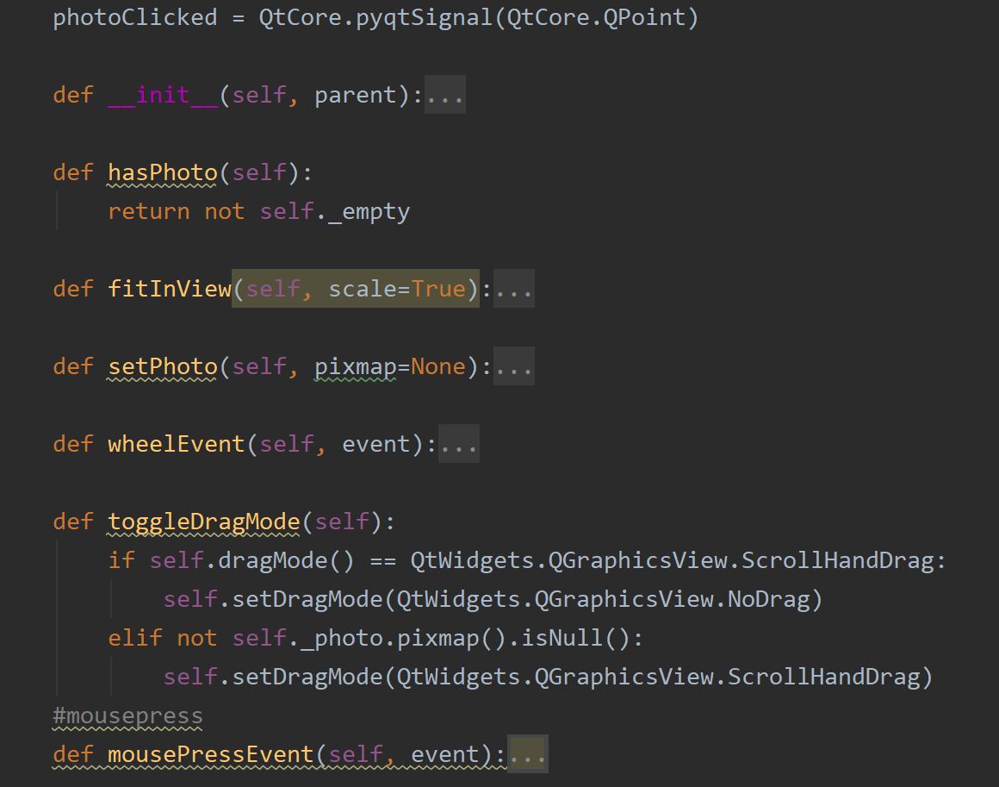 photoClicked = QtCore.pyqtSignal(QtCore.QPoint)
def __init__(self, parent):...
def hasPhoto(self):
return not self._empty
def fitInView(self, scale=True):...
def setPhoto(self, pixmap=None):...
def wheelEvent(self, event):...
def toggleDragMode(self):
if self.dragMode() == QtWidgets.QGraphicsView.ScrollHandDrag:
self.setDragMode(QtWidgets.QGraphicsView.NoDrag)
elif not self._photo.pixmap().isNull():
self.setDragMode(QtWidgets.QGraphicsView.ScrollHandDrag)
#mousepress
def mousePressEvent(self, event):...